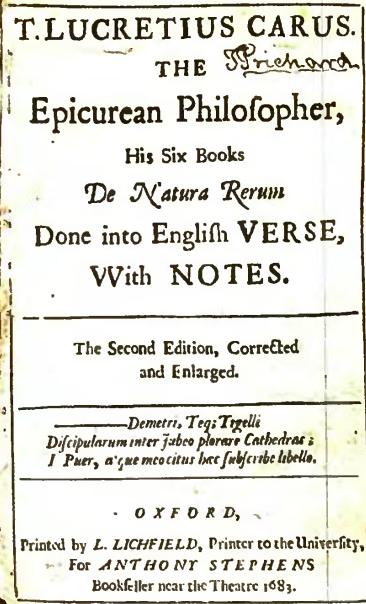 T. LUCRETIUS CARUS.
THE Prichard
Epicurean Philoſopher,
His Six Books
De Natura Rerum
Done into Engliſh VERSE,
With NOTES.
The Second Edition, Corrected
and Enlarged.
Demetri, Teq; Tigelli
Diſcipularum inter Jubeo plorare Cathedras;
I Puer, atque meo citus hæc ſubſcribe libello.
OXFORD,
Printed by L. LICHFIELD, Printer to the Univerſity,
For ANTHONY STEPHENS
Bookſeller near the Theatre 1683.